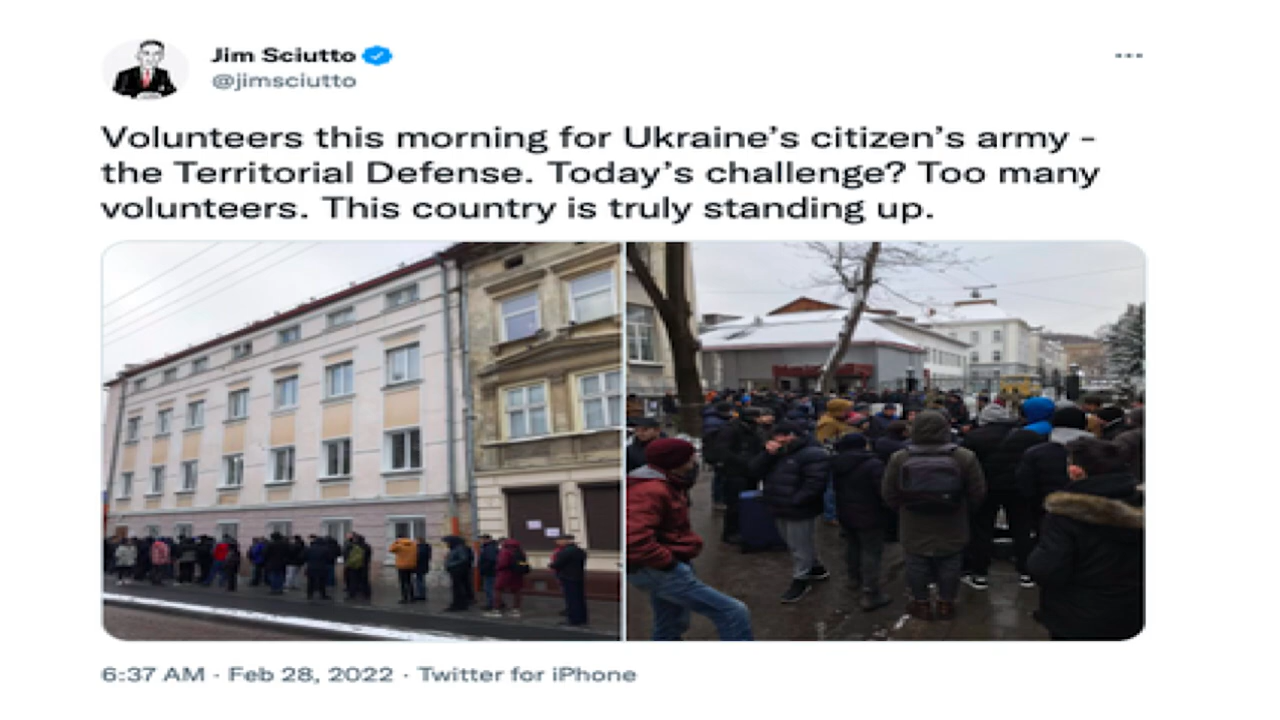 Jim Sciutto
@jimsciutto
Volunteers this morning for Ukraine's citizen's army -
the Territorial Defense. Today's challenge? Too many
volunteers. This country is truly standing up.
6:37 AM · Feb 28, 2022 · Twitter for iPhone